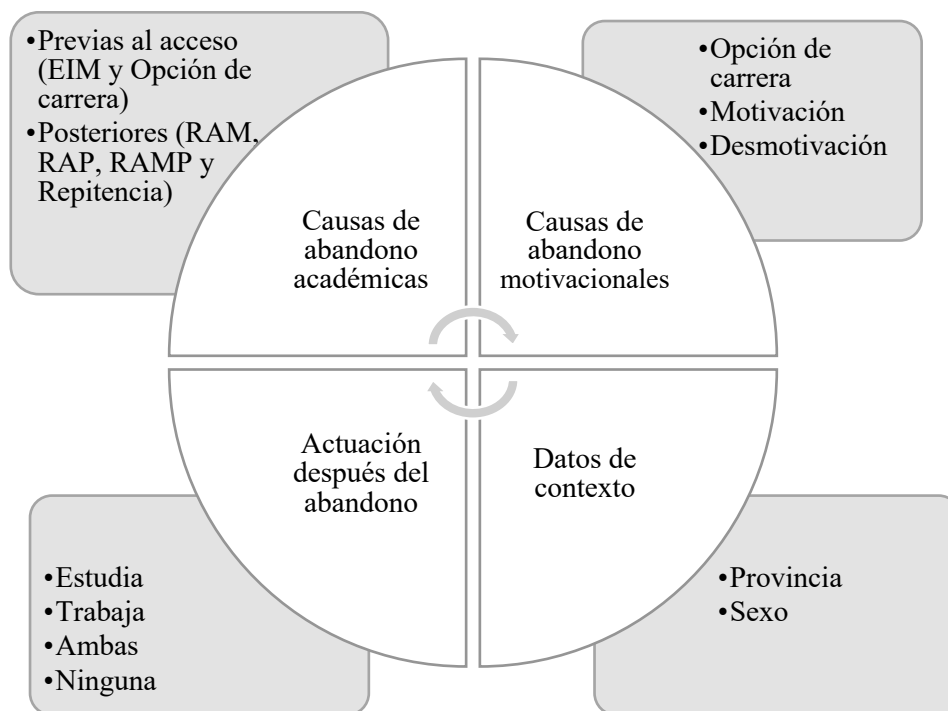 •Previas al acceso
(EIM y Opción de
carrera)
•Posteriores (RAM,
RAP, RAMP y
Repitencia)
•Opción de
carrera
•Motivación
•Desmotivación
Causas de
abandono
académicas
Causas de
abandono
motivacionales
Actuación
después del
abandono
Datos de
contexto
•Estudia
•Trabaja
•Ambas
•Ninguna
•Provincia
•Sexo